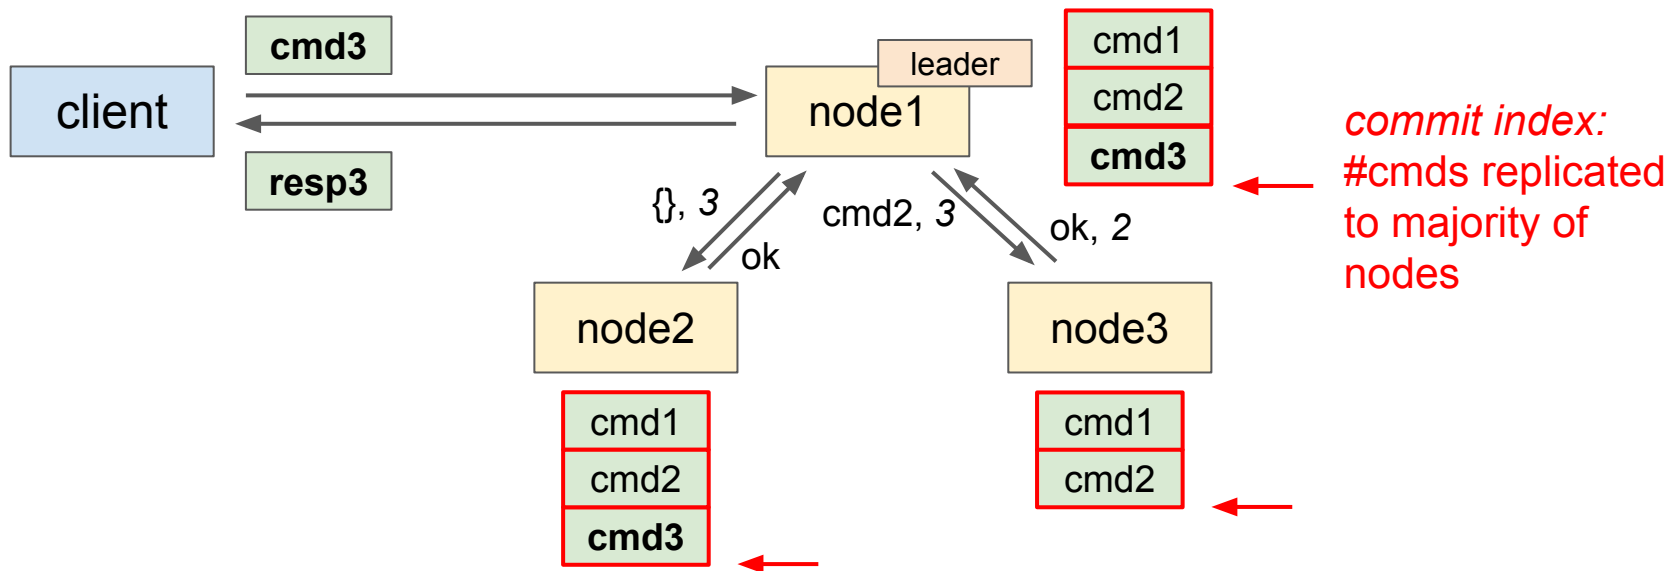 cmd3
client
resp3
leader
node1
cmd1
cmd2
cmd3
commit index:
#cmds replicated
to majority of
nodes
{}, 3
ok
cmd2, 3
ok, 2
node2
node3
cmd1
cmd2
cmd3
cmd1
cmd2